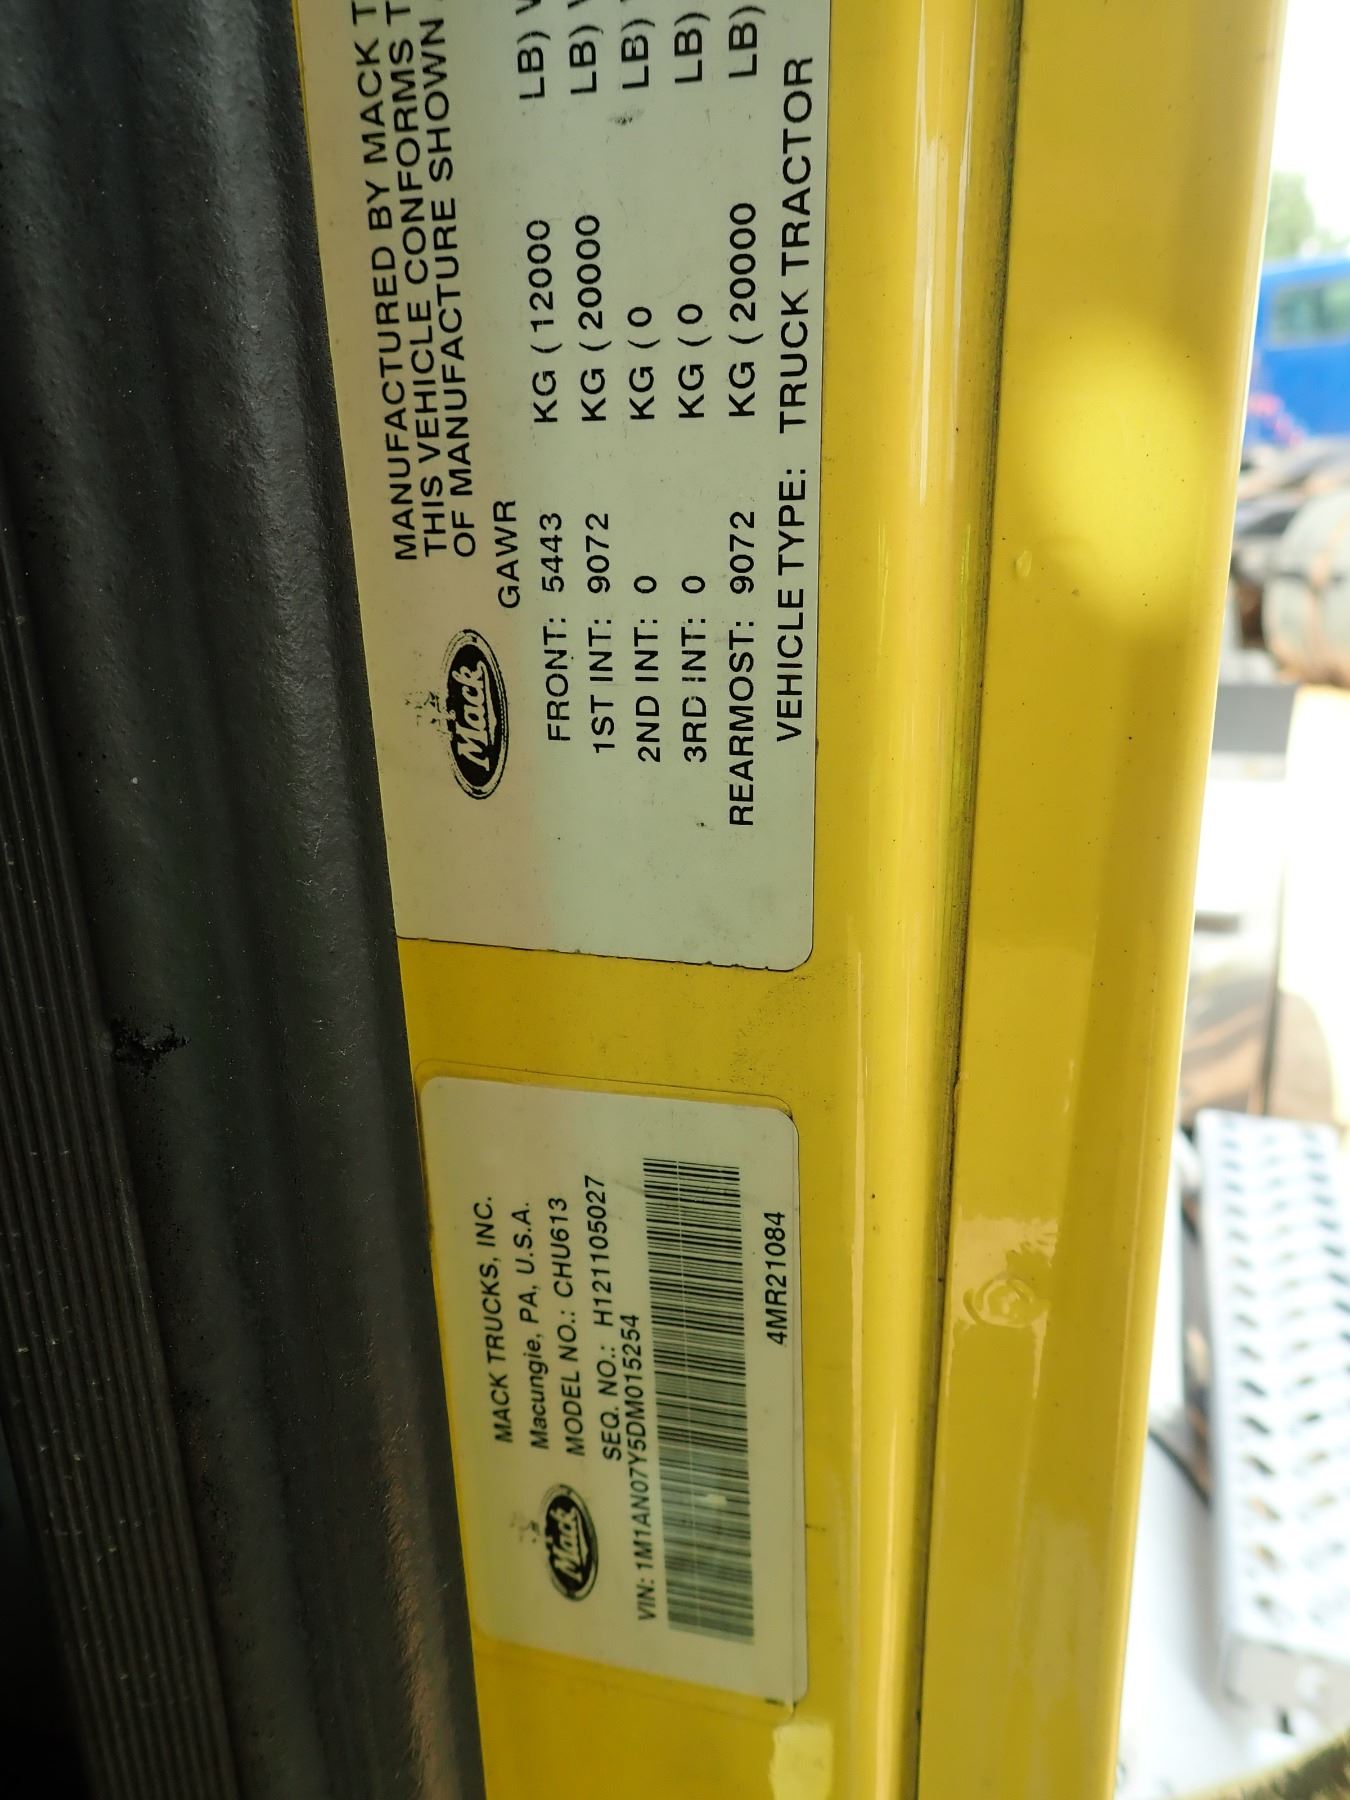 MANUFACTURED BY MACK T
THIS VEHICLE CONFORMS T
OF MANUFACTURE SHOWN
Mack
GAWR
FRONT: 5443 KG ( 12000 LB)
1ST INT: 9072 KG ( 20000 LB)
2ND INT: 0 KG ( 0 LB)
3RD INT: 0 KG ( 0 LB)
REARMOST: 9072 KG ( 20000 LB)
VEHICLE TYPE: TRUCK TRACTOR
MACK TRUCKS, INC.
Macungie, PA, U.S.A.
MODEL NO.: CHU613
Mack
SEQ. NO.: H121105027
VIN: 1M1AN07Y5DM015254
4MR21084